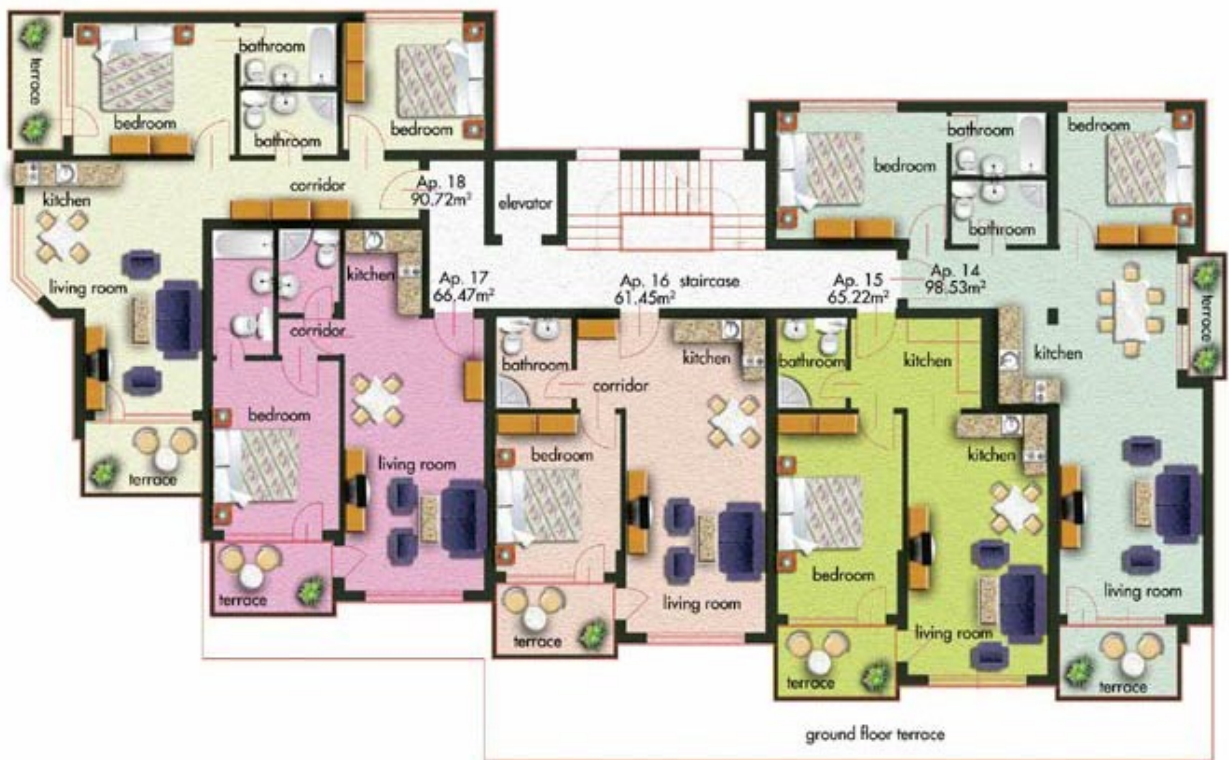 terrace
bedroom
bathroom
bathroom
bedroom
kitchen
corridor
Ap. 18
90.72m²
elevator
living room
terrace
kitchen
corridor
Ap. 17
66.47m²
bedroom
living room
terrace
Ap. 16 staircase
61.45m²
bathroom
kitchen
corridor
bedroom
living room
terrace
Ap. 15
65.22m²
bathroom
kitchen
kitchen
bedroom
living room
terrace
bedroom
bathroom
bathroom
bedroom
Ap. 14
98.53m²
kitchen
terrace
living room
terrace
ground floor terrace